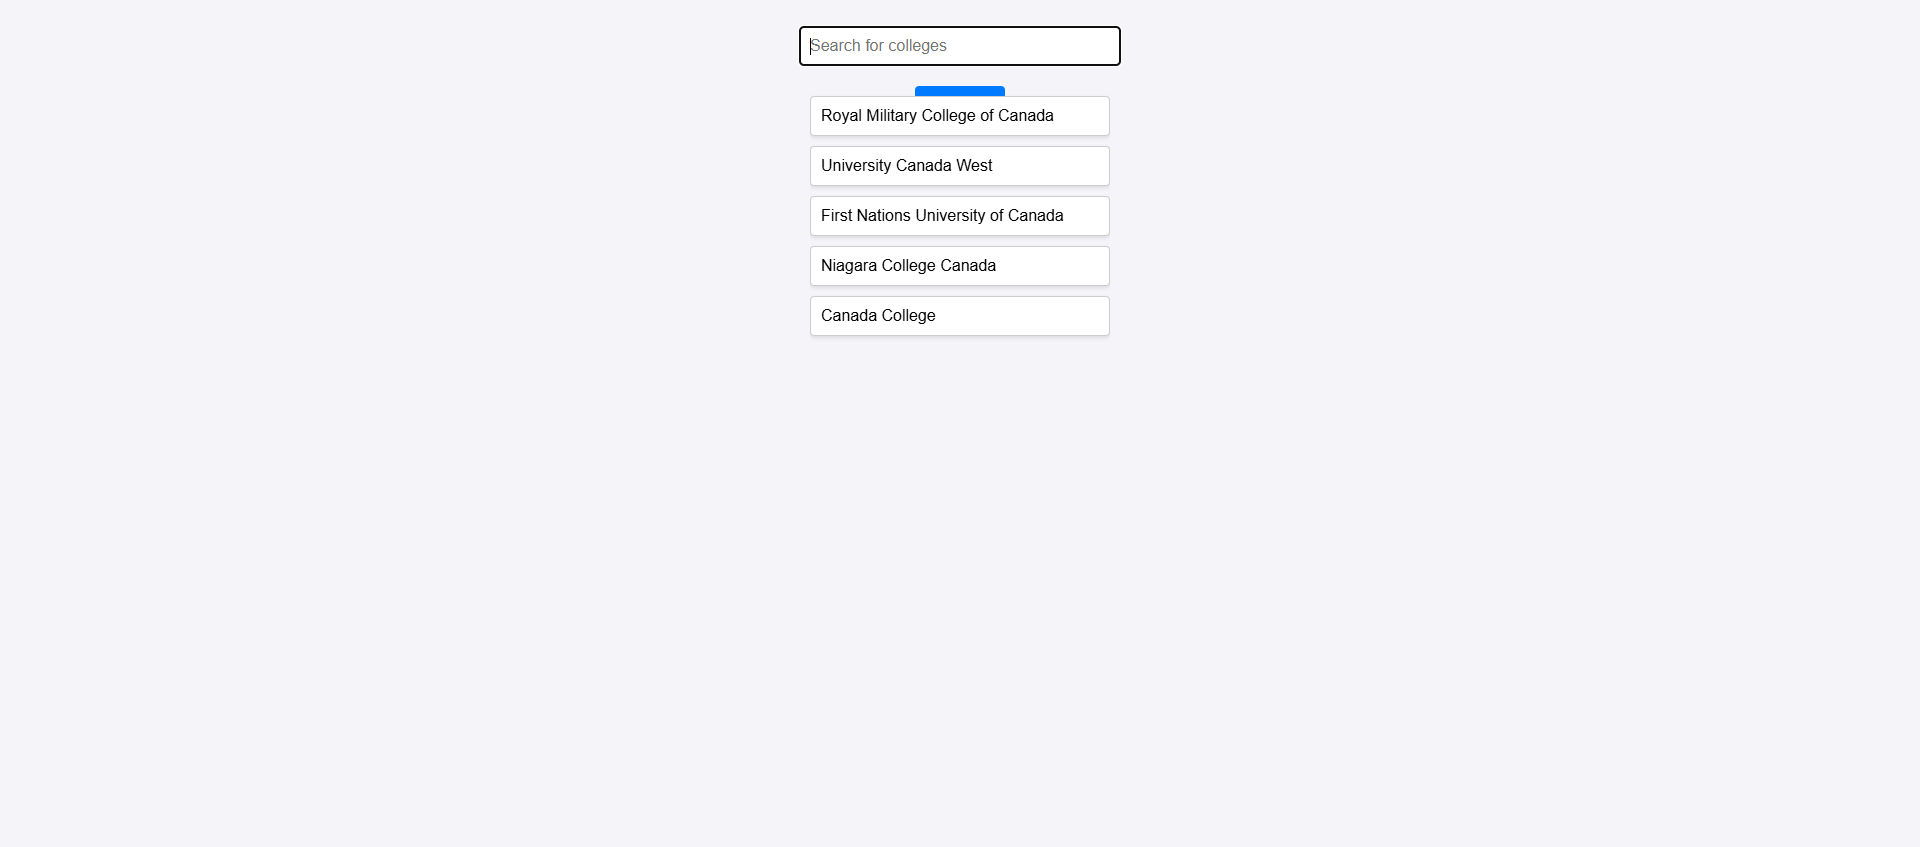 Search for colleges
Royal Military College of Canada
University Canada West
First Nations University of Canada
Niagara College Canada
Canada College